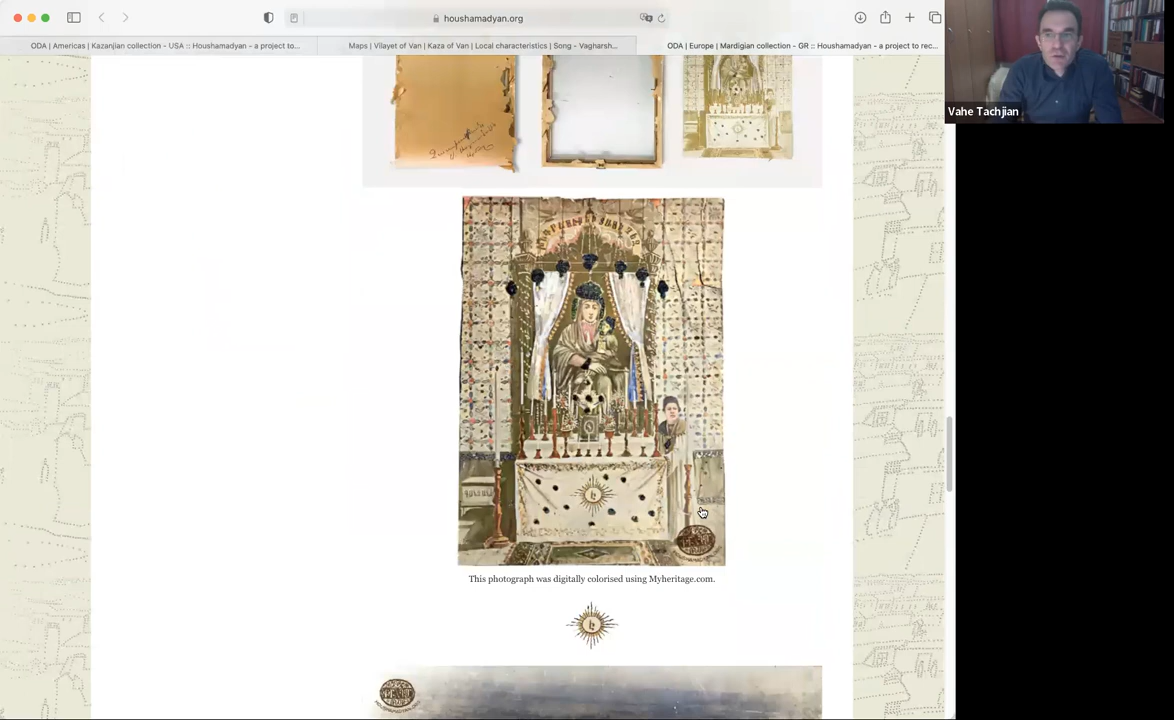 houshamadyan.org
ODA | Americas | Kazanjian collection - USA :: Houshamadyan - a project to...
Maps | Vilayet of Van | Kaza of Van | Local characteristics | Song - Vagharsh...
ODA | Europe | Mardigian collection - GR :: Houshamadyan - a project to rec...
Vahe Tachjian
This photograph was digitally colorised using Myheritage.com.